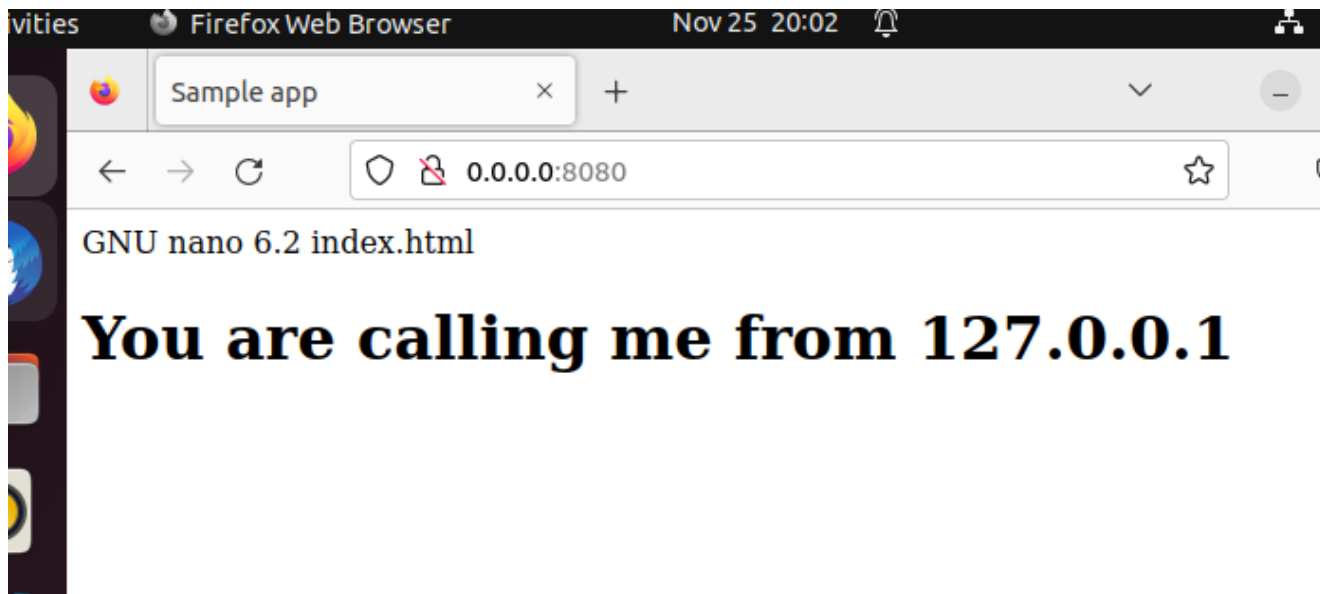 ivities Firefox Web Browser Nov 25 20:02
Sample app
0.0.0.0:8080
GNU nano 6.2 index.html
You are calling me from 127.0.0.1